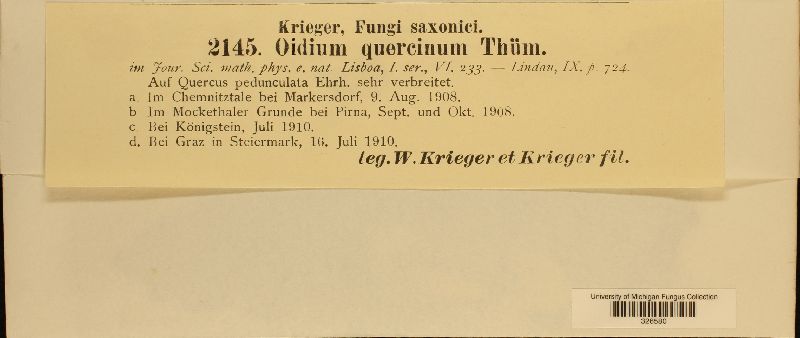 Krieger, Fungi saxonici.
2145. Oidium quercinum Thüm.
im Jour. Sci. math. phys. e. nat. Lisboa, I. ser., VI. 233. — Lindau, IX. p. 724.
Auf Quercus pedunculata Ehrh. sehr verbreitet.
a. Im Chemnitztale bei Markersdorf, 9. Aug. 1908.
b Im Mockethaler Grunde bei Pirna, Sept. und Okt. 1908.
c Bei Königstein, Juli 1910.
d. Bei Graz in Steiermark, 16. Juli 1910.
leg. W. Krieger et Krieger fil.
University of Michigan Fungus Collection
326580